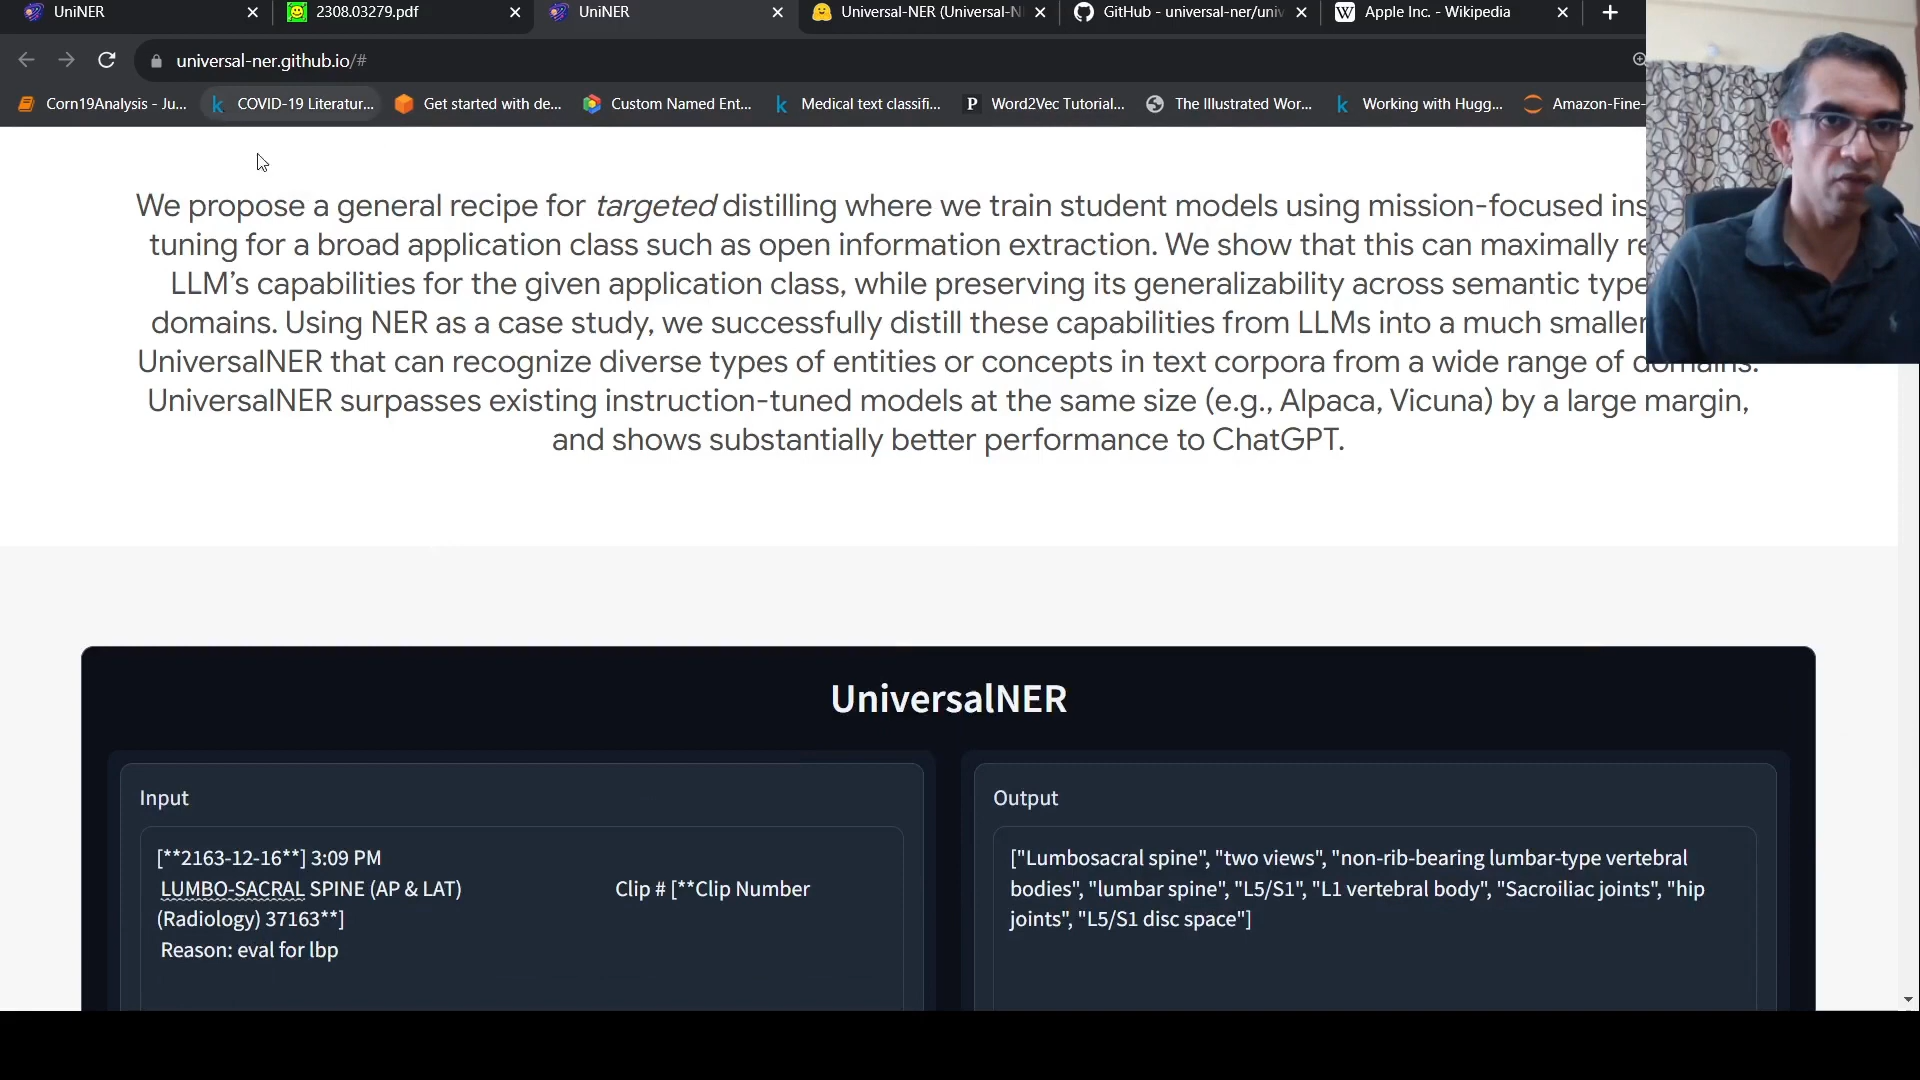 UniNER
2308.03279.pdf
UniNER
Universal-NER (Universal-N
GitHub - universal-ner/univ
Apple Inc. - Wikipedia
universal-ner.github.io/#
Corn19Analysis - Ju...
COVID-19 Literatur...
Get started with de...
Custom Named Ent...
Medical text classifi...
Word2Vec Tutorial...
The Illustrated Wor...
Working with Hugg...
Amazon-Fine-
We propose a general recipe for targeted distilling where we train student models using mission-focused ins
tuning for a broad application class such as open information extraction. We show that this can maximally re
LLM’s capabilities for the given application class, while preserving its generalizability across semantic type
domains. Using NER as a case study, we successfully distill these capabilities from LLMs into a much smaller
UniversalNER that can recognize diverse types of entities or concepts in text corpora from a wide range of domains.
UniversalNER surpasses existing instruction-tuned models at the same size (e.g., Alpaca, Vicuna) by a large margin,
and shows substantially better performance to ChatGPT.
UniversalNER
Input
[**2163-12-16**] 3:09 PM
LUMBO-SACRAL SPINE (AP & LAT) Clip # [**Clip Number
(Radiology) 37163**]
Reason: eval for lbp
Output
["Lumbosacral spine", "two views", "non-rib-bearing lumbar-type vertebral
bodies", "lumbar spine", "L5/S1", "L1 vertebral body", "Sacroiliac joints", "hip
joints", "L5/S1 disc space"]